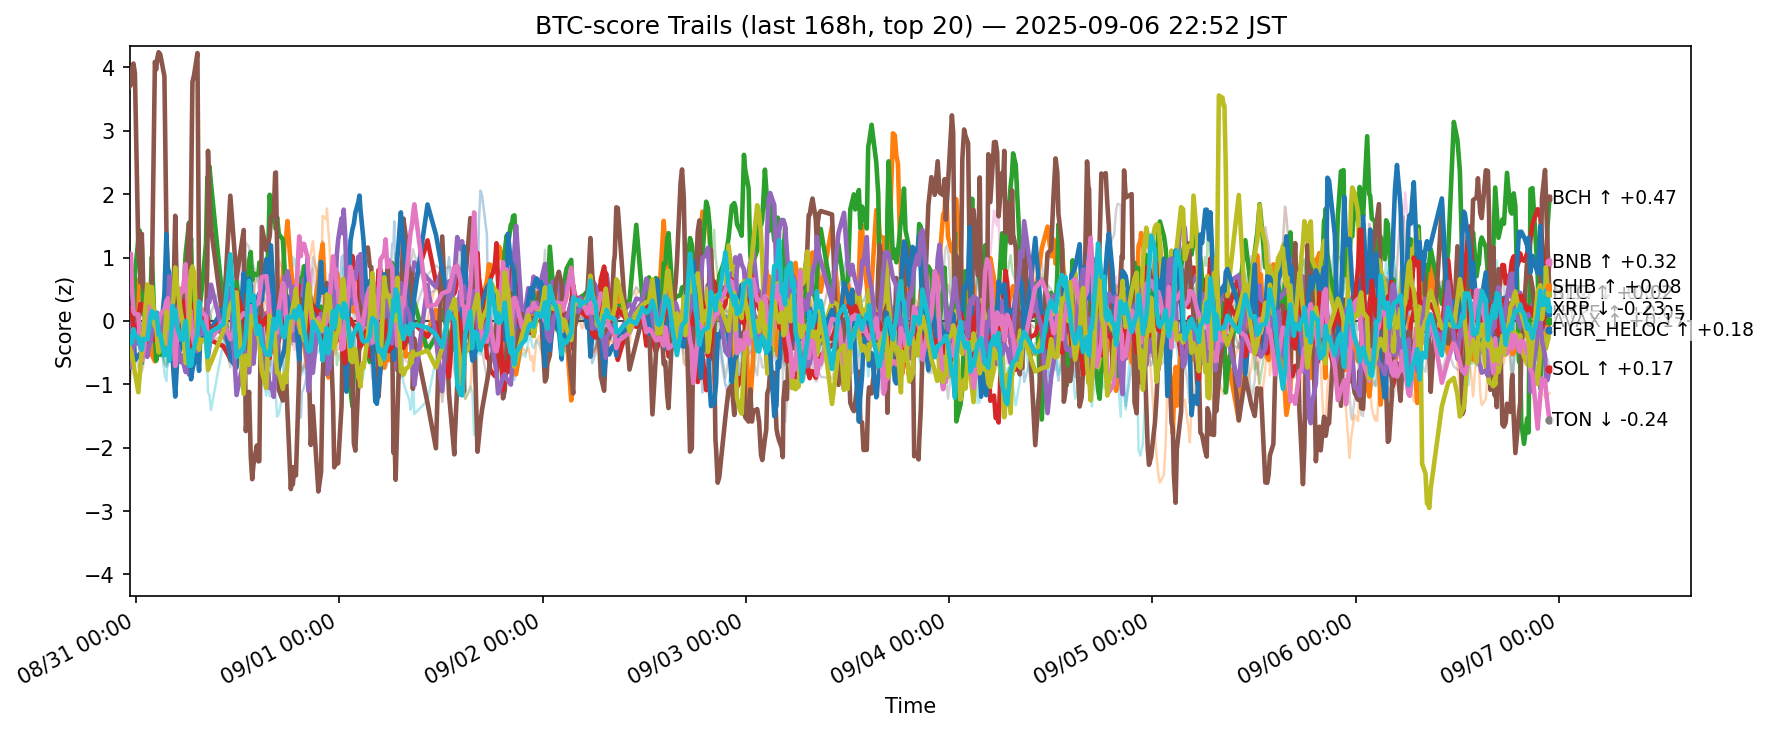 BTC-score Trails (last 168h, top 20) — 2025-09-06 22:52 JST
Score (z)
4
3
2
1
0
−1
−2
−3
−4
BCH ↑ +0.47
BNB ↑ +0.32
SHIB ↑ +0.08
XRP ↓ -0.23
FIGR_HELOC ↑ +0.18
SOL ↑ +0.17
TON ↓ -0.24
08/31 00:00
09/01 00:00
09/02 00:00
09/03 00:00
09/04 00:00
09/05 00:00
09/06 00:00
09/07 00:00
Time